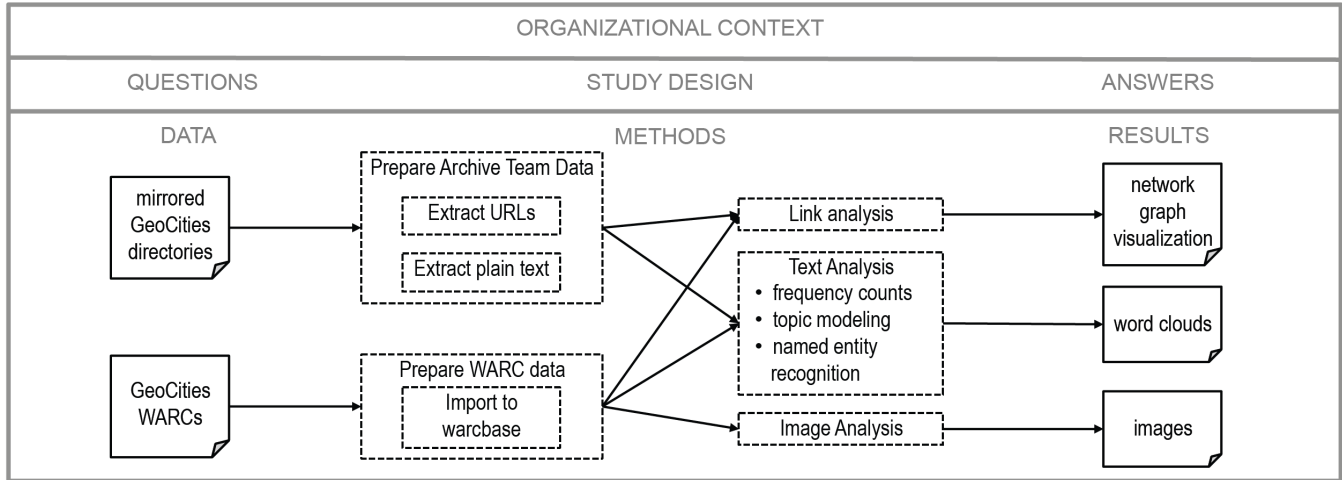 ORGANIZATIONAL CONTEXT
QUESTIONS
STUDY DESIGN
ANSWERS
DATA
METHODS
RESULTS
mirrored
GeoCities
directories
Prepare Archive Team Data
Extract URLs
Extract plain text
Link analysis
network
graph
visualization
Text Analysis
• frequency counts
• topic modeling
• named entity
recognition
word clouds
GeoCities
WARCs
Prepare WARC data
Import to
warcbase
Image Analysis
images